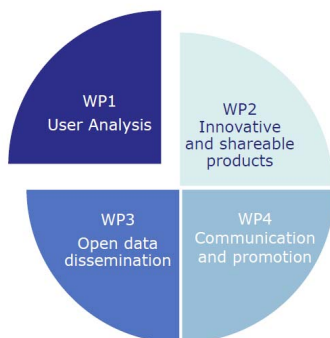 WP1
User Analysis
WP2
Innovative
and shareable
products
WP3
Open data
dissemination
WP4
Communication
and promotion